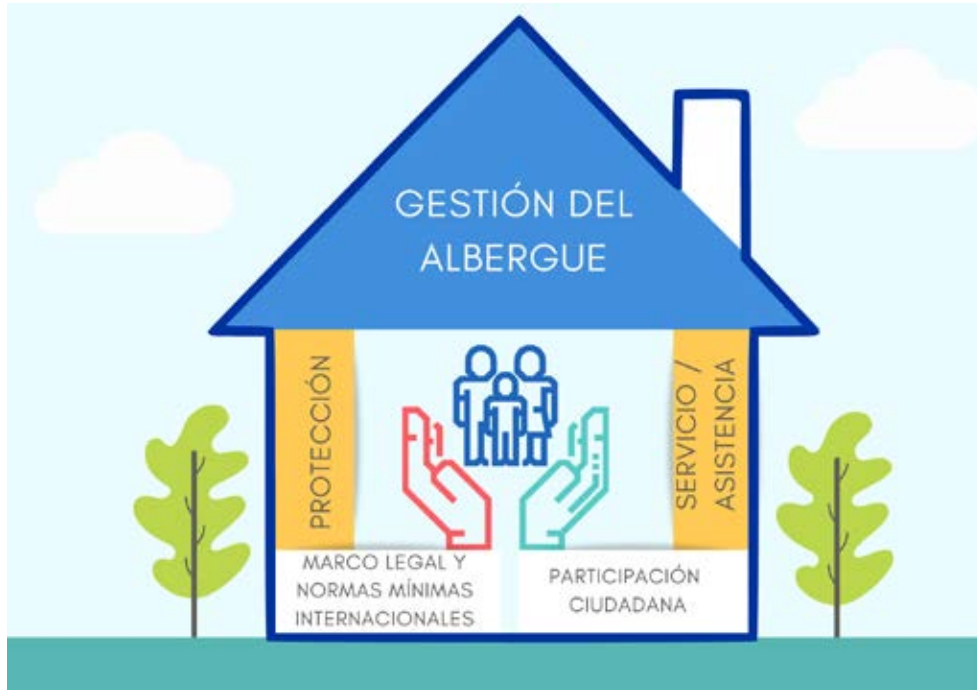 GESTIÓN DEL
ALBERGUE
PROTECCIÓN
SERVICIO /
ASISTENCIA
MARCO LEGAL Y
NORMAS MÍNIMAS
INTERNACIONALES
PARTICIPACIÓN
CIUDADANA